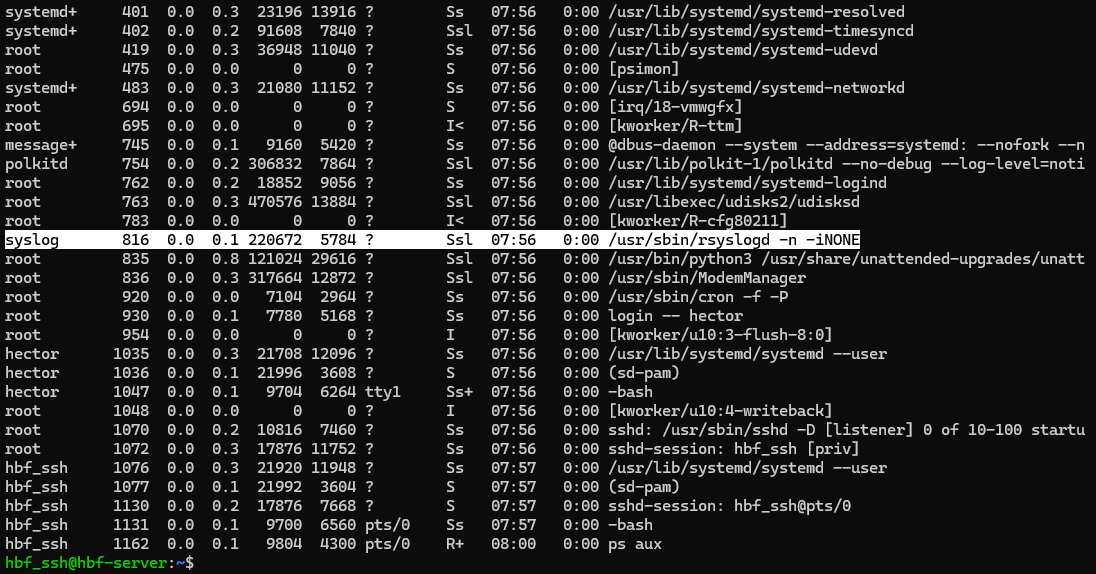 systemd+     401  0.0  0.3  23196 13916 ?        Ss   07:56   0:00 /usr/lib/systemd/systemd-resolved
systemd+     402  0.0  0.2  91608  7840 ?        Ssl  07:56   0:00 /usr/lib/systemd/systemd-timesyncd
root         419  0.0  0.3  36948 11040 ?        Ss   07:56   0:00 /usr/lib/systemd/systemd-udevd
root         475  0.0  0.0      0     0 ?        S    07:56   0:00 [psimon]
systemd+     483  0.0  0.3  21080 11152 ?        Ss   07:56   0:00 /usr/lib/systemd/systemd-networkd
root         694  0.0  0.0      0     0 ?        S    07:56   0:00 [irq/18-vmwgfx]
root         695  0.0  0.0      0     0 ?        I<   07:56   0:00 [kworker/R-ttm]
message+     745  0.0  0.1   9160  5420 ?        Ss   07:56   0:00 @dbus-daemon --system --address=systemd: --nofork --n
polkitd      754  0.0  0.2 306832  7864 ?        Ssl  07:56   0:00 /usr/lib/polkit-1/polkitd --no-debug --log-level=noti
root         762  0.0  0.2  18852  9056 ?        Ss   07:56   0:00 /usr/lib/systemd/systemd-logind
root         763  0.0  0.3 470576 13884 ?        Ssl  07:56   0:00 /usr/libexec/udisks2/udisksd
root         783  0.0  0.0      0     0 ?        I<   07:56   0:00 [kworker/R-cfg80211]
syslog       816  0.0  0.1 220672  5784 ?        Ssl  07:56   0:00 /usr/sbin/rsyslogd -n -iNONE
root         835  0.0  0.8 121024 29616 ?        Ssl  07:56   0:00 /usr/bin/python3 /usr/share/unattended-upgrades/unatt
root         836  0.0  0.3 317664 12872 ?        Ssl  07:56   0:00 /usr/sbin/ModemManager
root         920  0.0  0.0   7104  2964 ?        Ss   07:56   0:00 /usr/sbin/cron -f -P
root         930  0.0  0.1   7780  5168 ?        Ss   07:56   0:00 login -- hector
root         954  0.0  0.0      0     0 ?        I    07:56   0:00 [kworker/u10:3-flush-8:0]
hector      1035  0.0  0.3  21708 12096 ?        Ss   07:56   0:00 /usr/lib/systemd/systemd --user
hector      1036  0.0  0.1  21996  3608 ?        S    07:56   0:00 (sd-pam)
hector      1047  0.0  0.1   9704  6264 tty1     Ss+  07:56   0:00 -bash
root        1048  0.0  0.0      0     0 ?        I    07:56   0:00 [kworker/u10:4-writeback]
root        1070  0.0  0.2  10816  7460 ?        Ss   07:56   0:00 sshd: /usr/sbin/sshd -D [listener] 0 of 10-100 startu
root        1072  0.0  0.3  17876 11752 ?        Ss   07:56   0:00 sshd-session: hbf_ssh [priv]
hbf_ssh     1076  0.0  0.3  21920 11948 ?        Ss   07:57   0:00 /usr/lib/systemd/systemd --user
hbf_ssh     1077  0.0  0.1  21992  3604 ?        S    07:57   0:00 (sd-pam)
hbf_ssh     1130  0.0  0.2  17876  7668 ?        S    07:57   0:00 sshd-session: hbf_ssh@pts/0
hbf_ssh     1131  0.0  0.1   9700  6560 pts/0    Ss   07:57   0:00 -bash
hbf_ssh     1162  0.0  0.1   9804  4300 pts/0    R+   08:00   0:00 ps aux
hbf_ssh@hbf-server:~$